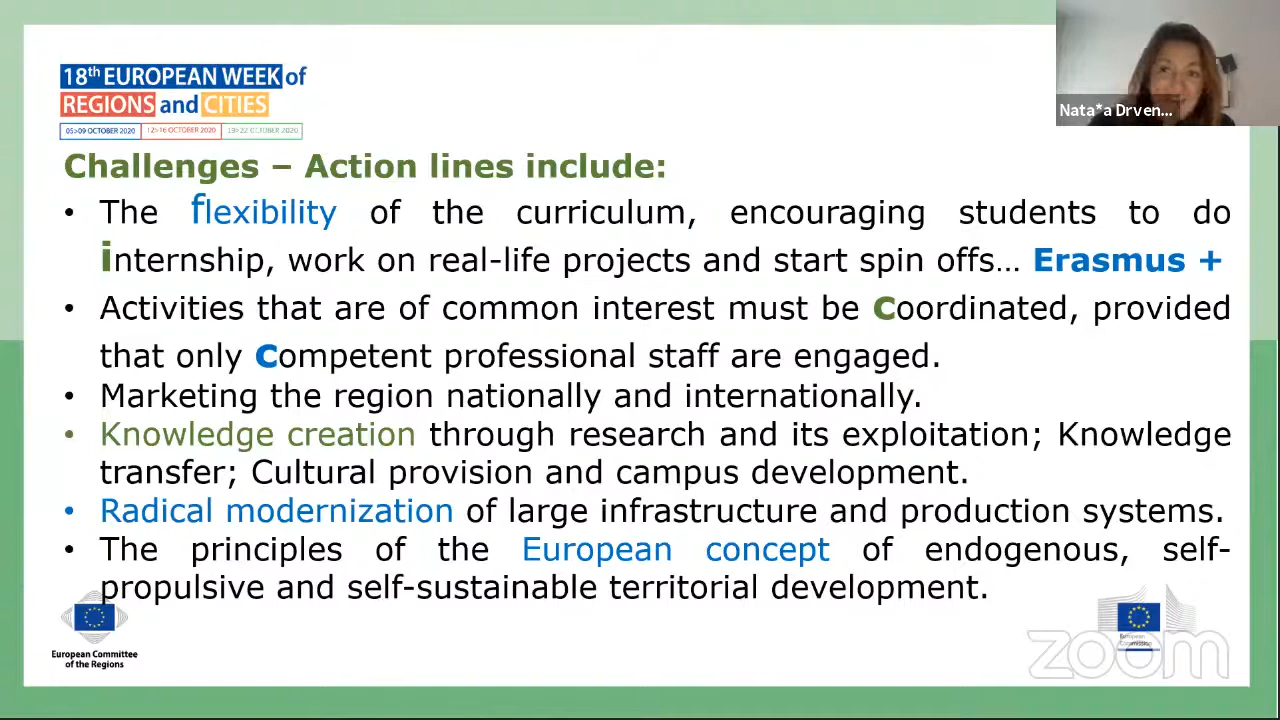 18th EUROPEAN WEEK of
REGIONS and CITIES
05>09 OCTOBER 2020 12>16 OCTOBER 2020 19>22 OCTOBER 2020
Nata*a Drven...
Challenges – Action lines include:
• The flexibility of the curriculum, encouraging students to do
internship, work on real-life projects and start spin offs… Erasmus +
• Activities that are of common interest must be coordinated, provided
that only competent professional staff are engaged.
• Marketing the region nationally and internationally.
• Knowledge creation through research and its exploitation; Knowledge
transfer; Cultural provision and campus development.
• Radical modernization of large infrastructure and production systems.
• The principles of the European concept of endogenous, self-
propulsive and self-sustainable territorial development.
European Committee
of the Regions
European
Commission
zoom